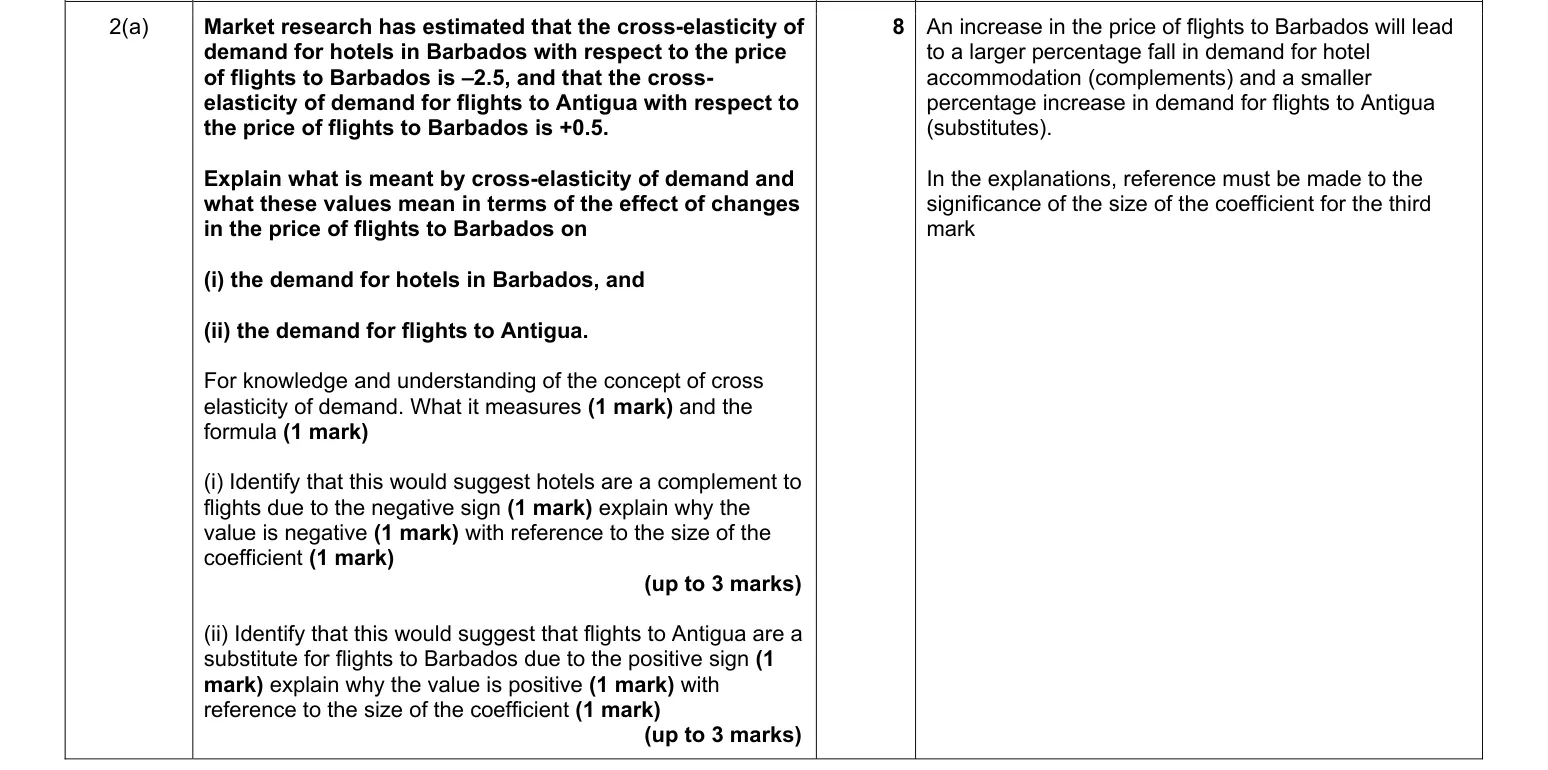 2(a)
Market research has estimated that the cross-elasticity of
demand for hotels in Barbados with respect to the price
of flights to Barbados is –2.5, and that the cross-
elasticity of demand for flights to Antigua with respect to
the price of flights to Barbados is +0.5.
Explain what is meant by cross-elasticity of demand and
what these values mean in terms of the effect of changes
in the price of flights to Barbados on
(i) the demand for hotels in Barbados, and
(ii) the demand for flights to Antigua.
For knowledge and understanding of the concept of cross
elasticity of demand. What it measures (1 mark) and the
formula (1 mark)
(i) Identify that this would suggest hotels are a complement to
flights due to the negative sign (1 mark) explain why the
value is negative (1 mark) with reference to the size of the
coefficient (1 mark)
(up to 3 marks)
(ii) Identify that this would suggest that flights to Antigua are a
substitute for flights to Barbados due to the positive sign (1
mark) explain why the value is positive (1 mark) with
reference to the size of the coefficient (1 mark)
(up to 3 marks)
8
An increase in the price of flights to Barbados will lead
to a larger percentage fall in demand for hotel
accommodation (complements) and a smaller
percentage increase in demand for flights to Antigua
(substitutes).
In the explanations, reference must be made to the
significance of the size of the coefficient for the third
mark